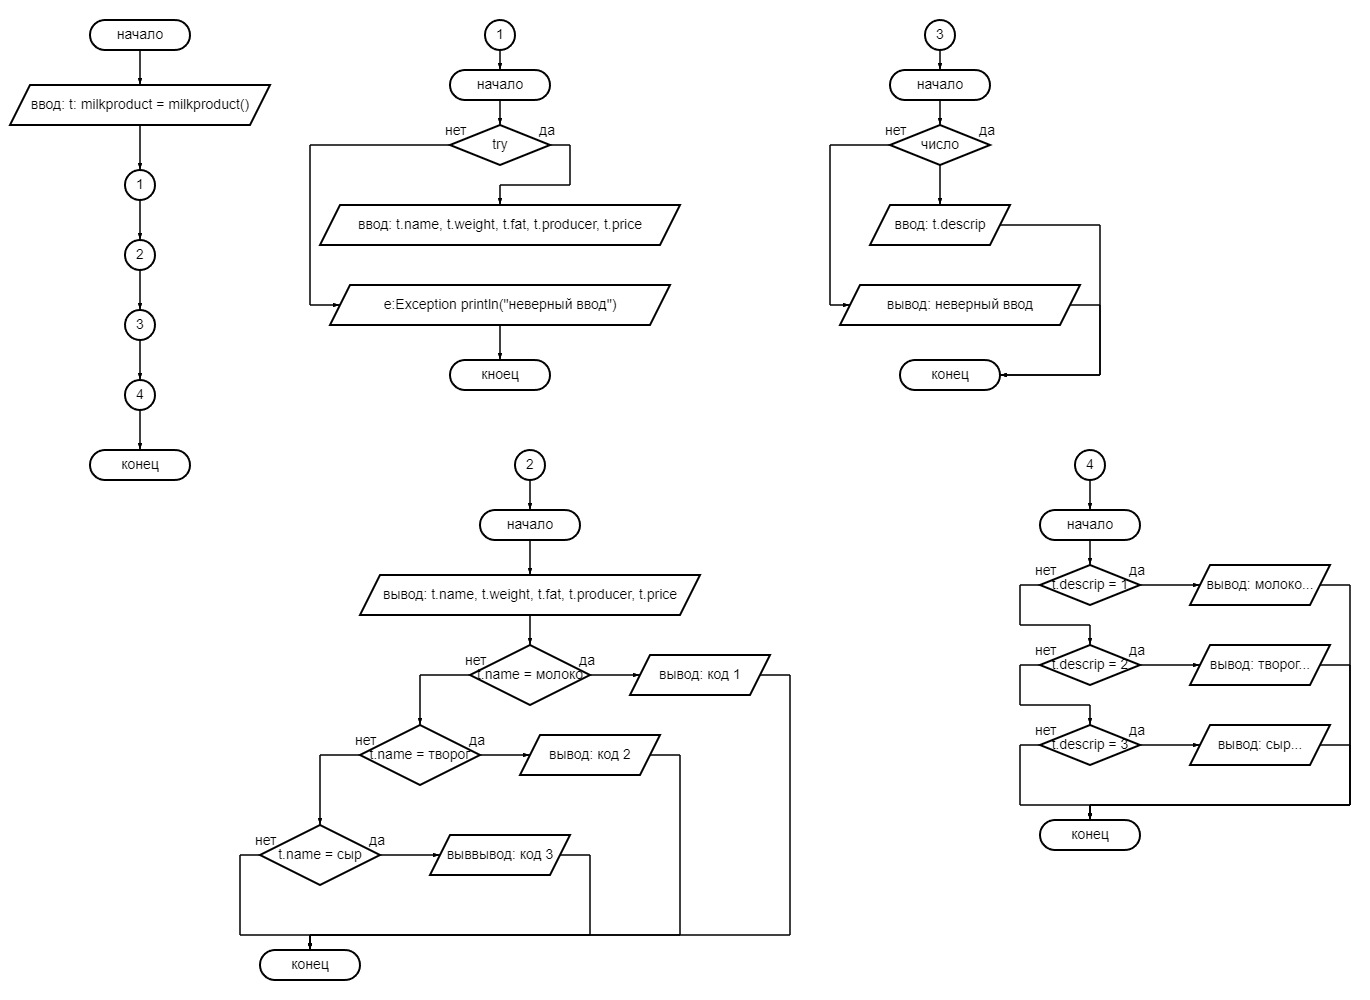 начало
ввод: t: milkproduct = milkproduct()
1
2
3
4
конец
1
начало
нет
да
try
ввод: t.name, t.weight, t.fat, t.producer, t.price
e:Exception println("неверный ввод")
кноец
3
начало
нет
да
число
ввод: t.descrip
вывод: неверный ввод
конец
2
начало
вывод: t.name, t.weight, t.fat, t.producer, t.price
нет
да
t.name = молоко
вывод: код 1
нет
да
t.name = творог
вывод: код 2
нет
да
t.name = сыр
выввывод: код 3
конец
4
начало
нет
да
t.descrip = 1
вывод: молоко...
нет
да
t.descrip = 2
вывод: творог...
нет
да
t.descrip = 3
вывод: сыр...
конец